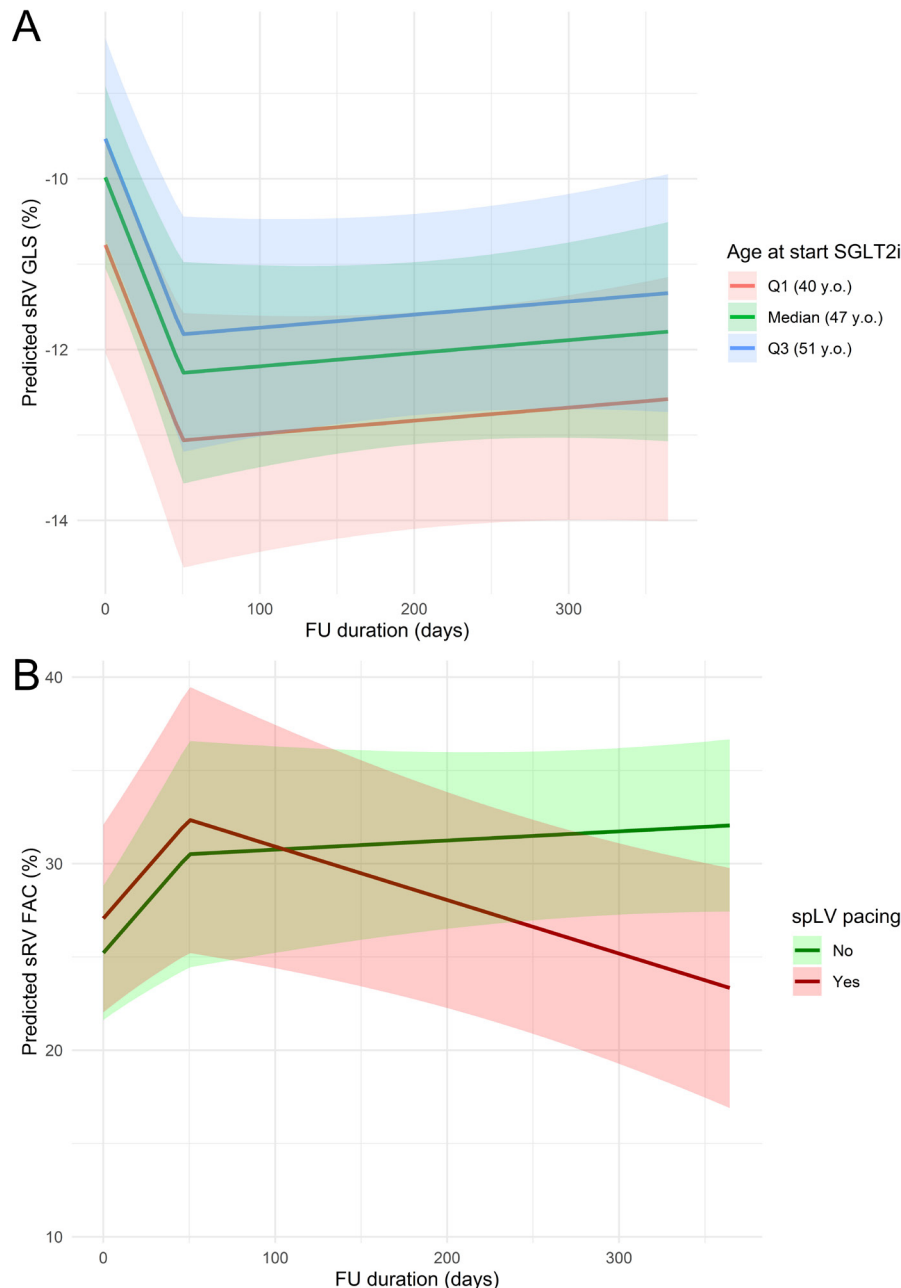 A
Predicted sRV GLS (%)
-10
-12
-14
0 100 200 300
FU duration (days)
Age at start SGLT2i
Q1 (40 y.o.)
Median (47 y.o.)
Q3 (51 y.o.)
B
Predicted sRV FAC (%)
40
30
20
10
0 100 200 300
FU duration (days)
spLV pacing
No
Yes